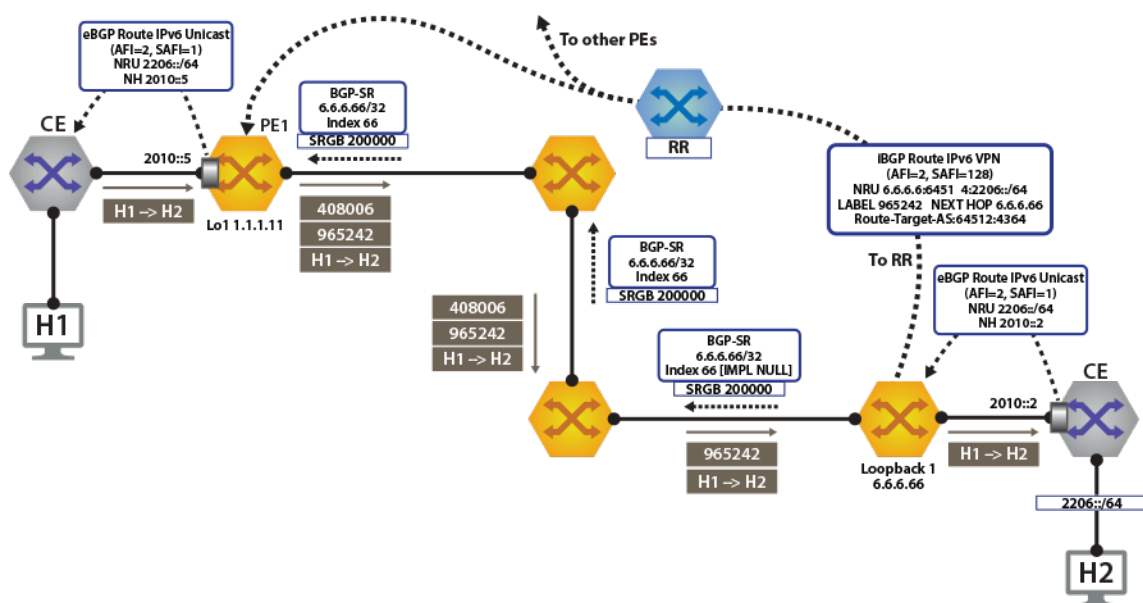 eBGP Route IPv6 Unicast
(AFI=2, SAFI=1)
NRU 2206::/64
NH 2010::5
To other PEs
CE
PE1
BGP-SR
6.6.6.66/32
Index 66
SRGB 200000
RR
2010::5
H1 -> H2
Lo1 1.1.1.11
408006
965242
H1 --> H2
iBGP Route IPv6 VPN
(AFI=2, SAFI=128)
NRU 6.6.6.6:6451 4:2206::/64
LABEL 965242 NEXT HOP 6.6.6.66
Route-Target-AS:64512:4364
BGP-SR
6.6.6.66/32
Index 66
SRGB 200000
To RR
eBGP Route IPv6 Unicast
(AFI=2, SAFI=1)
NRU 2206::/64
NH 2010::2
H1
408006
965242
H1 --> H2
BGP-SR
6.6.6.66/32
Index 66 [IMPL NULL]
SRGB 200000
CE
2010::2
965242
H1 --> H2
Loopback 1
6.6.6.66
H1 --> H2
2206::/64
H2